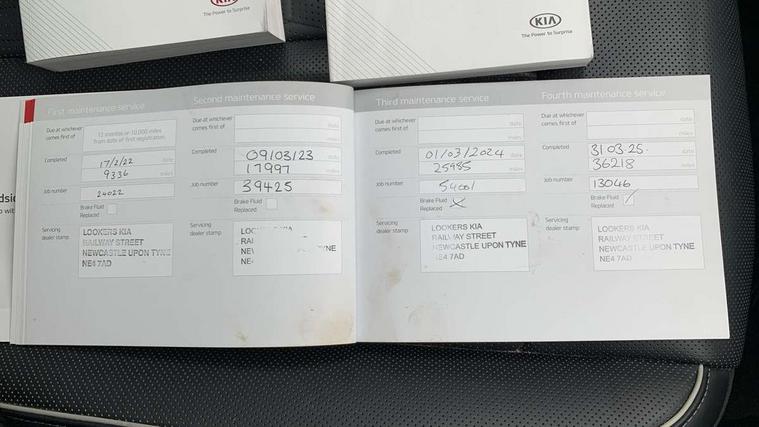 KIA
The Power to Surprise
KIA
The Power to Surprise
First maintenance service
Due at whichever
comes first of
12 months or 10,000 miles
from date of first registration.
Completed
17/2/22 date
9336 miles
Job number
24022
Brake Fluid
Replaced
Servicing
dealer stamp
LOOKERS KIA
RAILWAY STREET
NEWCASTLE UPON TYNE
NE4 7AD
Second maintenance service
Due at whichever
comes first of
date
miles
Completed
09/03/23 date
17997 miles
Job number
39425
Brake Fluid
Replaced
Servicing
dealer stamp
Third maintenance service
Due at whichever
comes first of
date
miles
Completed
01/03/2024 date
25985 miles
Job number
54001
Brake Fluid
Replaced
Servicing
dealer stamp
LOOKERS KIA
RAILWAY STREET
NEWCASTLE UPON TYNE
NE4 7AD
Fourth maintenance service
Due at whichever
comes first of
date
miles
Completed
31 03 25. date
36218 miles
Job number
13046
Brake Fluid
Replaced
Servicing
dealer stamp
LOOKERS KIA
RAILWAY STREET
NEWCASTLE UPON TYNE
NE4 7AD